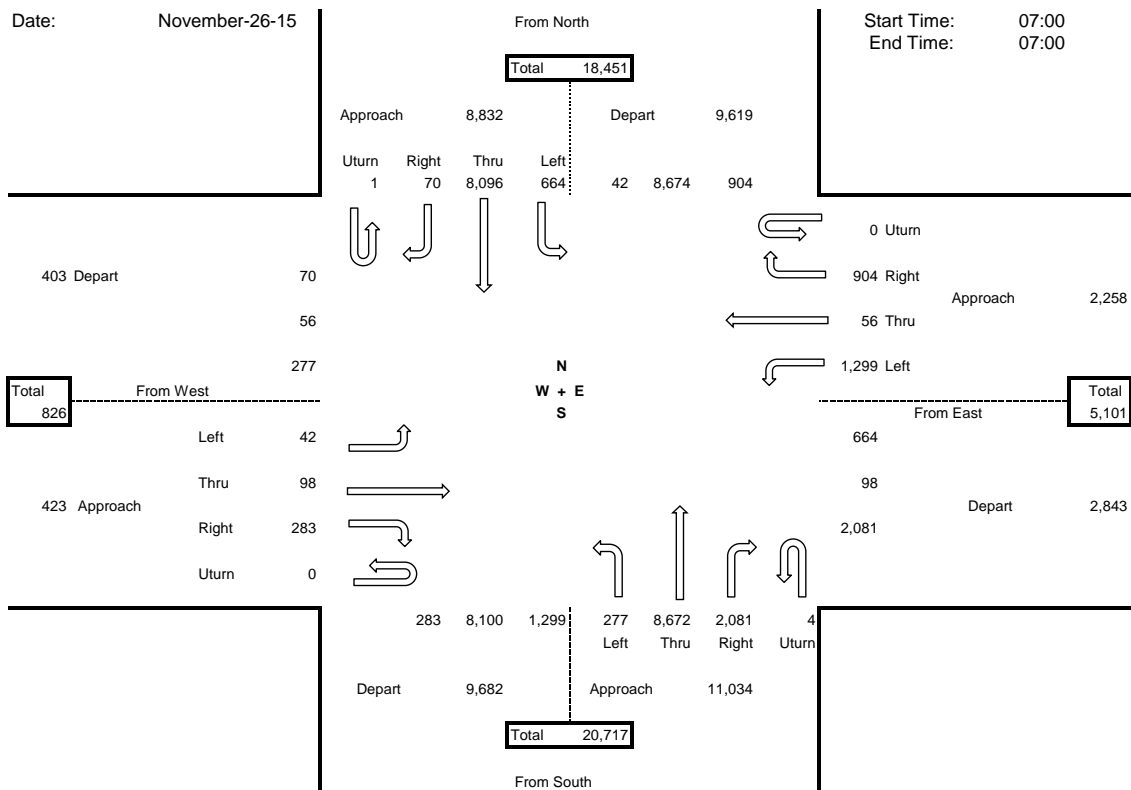 Date: November-26-15 From North Start Time: 07:00
End Time: 07:00
Total 18,451
Approach 8,832 Depart 9,619
Uturn Right Thru Left
1 70 8,096 664 42 8,674 904
0 Uturn
403 Depart 70 904 Right
Approach 2,258
56 56 Thru
277 N 1,299 Left
Total From West W + E Total
826 S From East 5,101
Left 42 664
Thru 98 98
423 Approach Depart 2,843
Right 283 2,081
Uturn 0
283 8,100 1,299 277 8,672 2,081 4
Left Thru Right Uturn
Depart 9,682 Approach 11,034
Total 20,717
From South